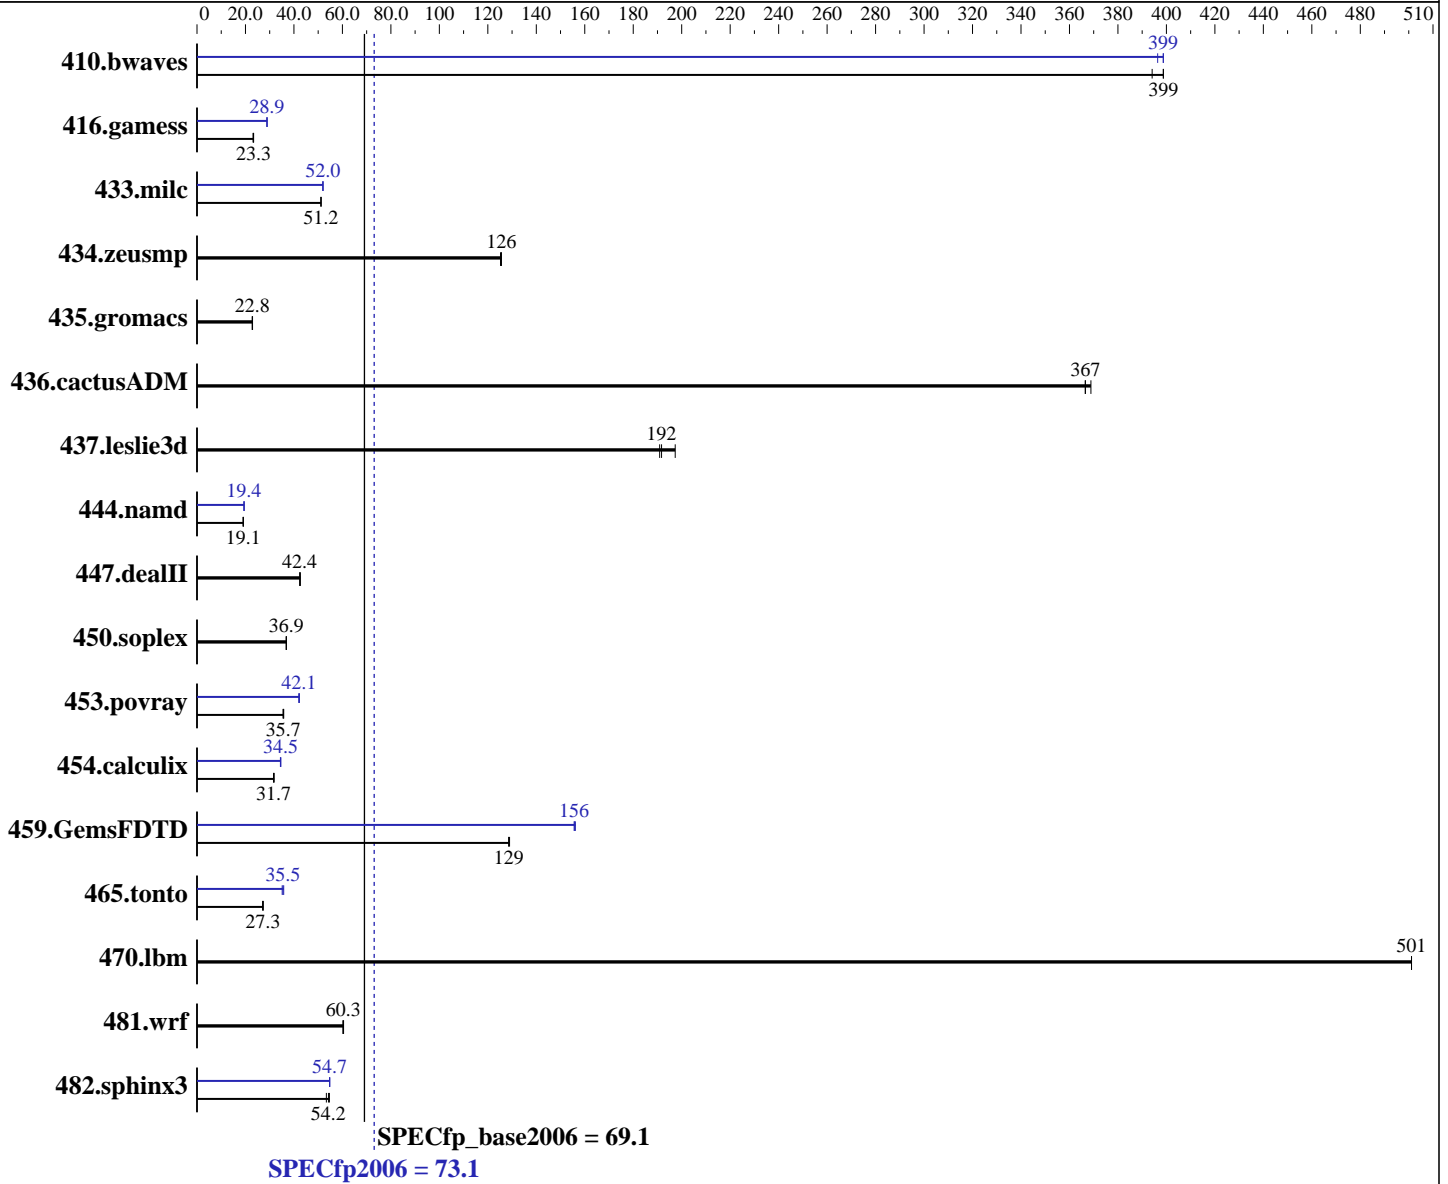 0 20.0 40.0 60.0 80.0 100 120 140 160 180 200 220 240 260 280 300 320 340 360 380 400 420 440 460 480 510
410.bwaves
399
399
416.gamess
28.9
23.3
433.milc
52.0
51.2
434.zeusmp
126
435.gromacs
22.8
436.cactusADM
367
437.leslie3d
192
444.namd
19.4
19.1
447.dealII
42.4
450.soplex
36.9
453.povray
42.1
35.7
454.calculix
34.5
31.7
459.GemsFDTD
156
129
465.tonto
35.5
27.3
470.lbm
501
481.wrf
60.3
482.sphinx3
54.7
54.2
SPECfp_base2006 = 69.1
SPECfp2006 = 73.1